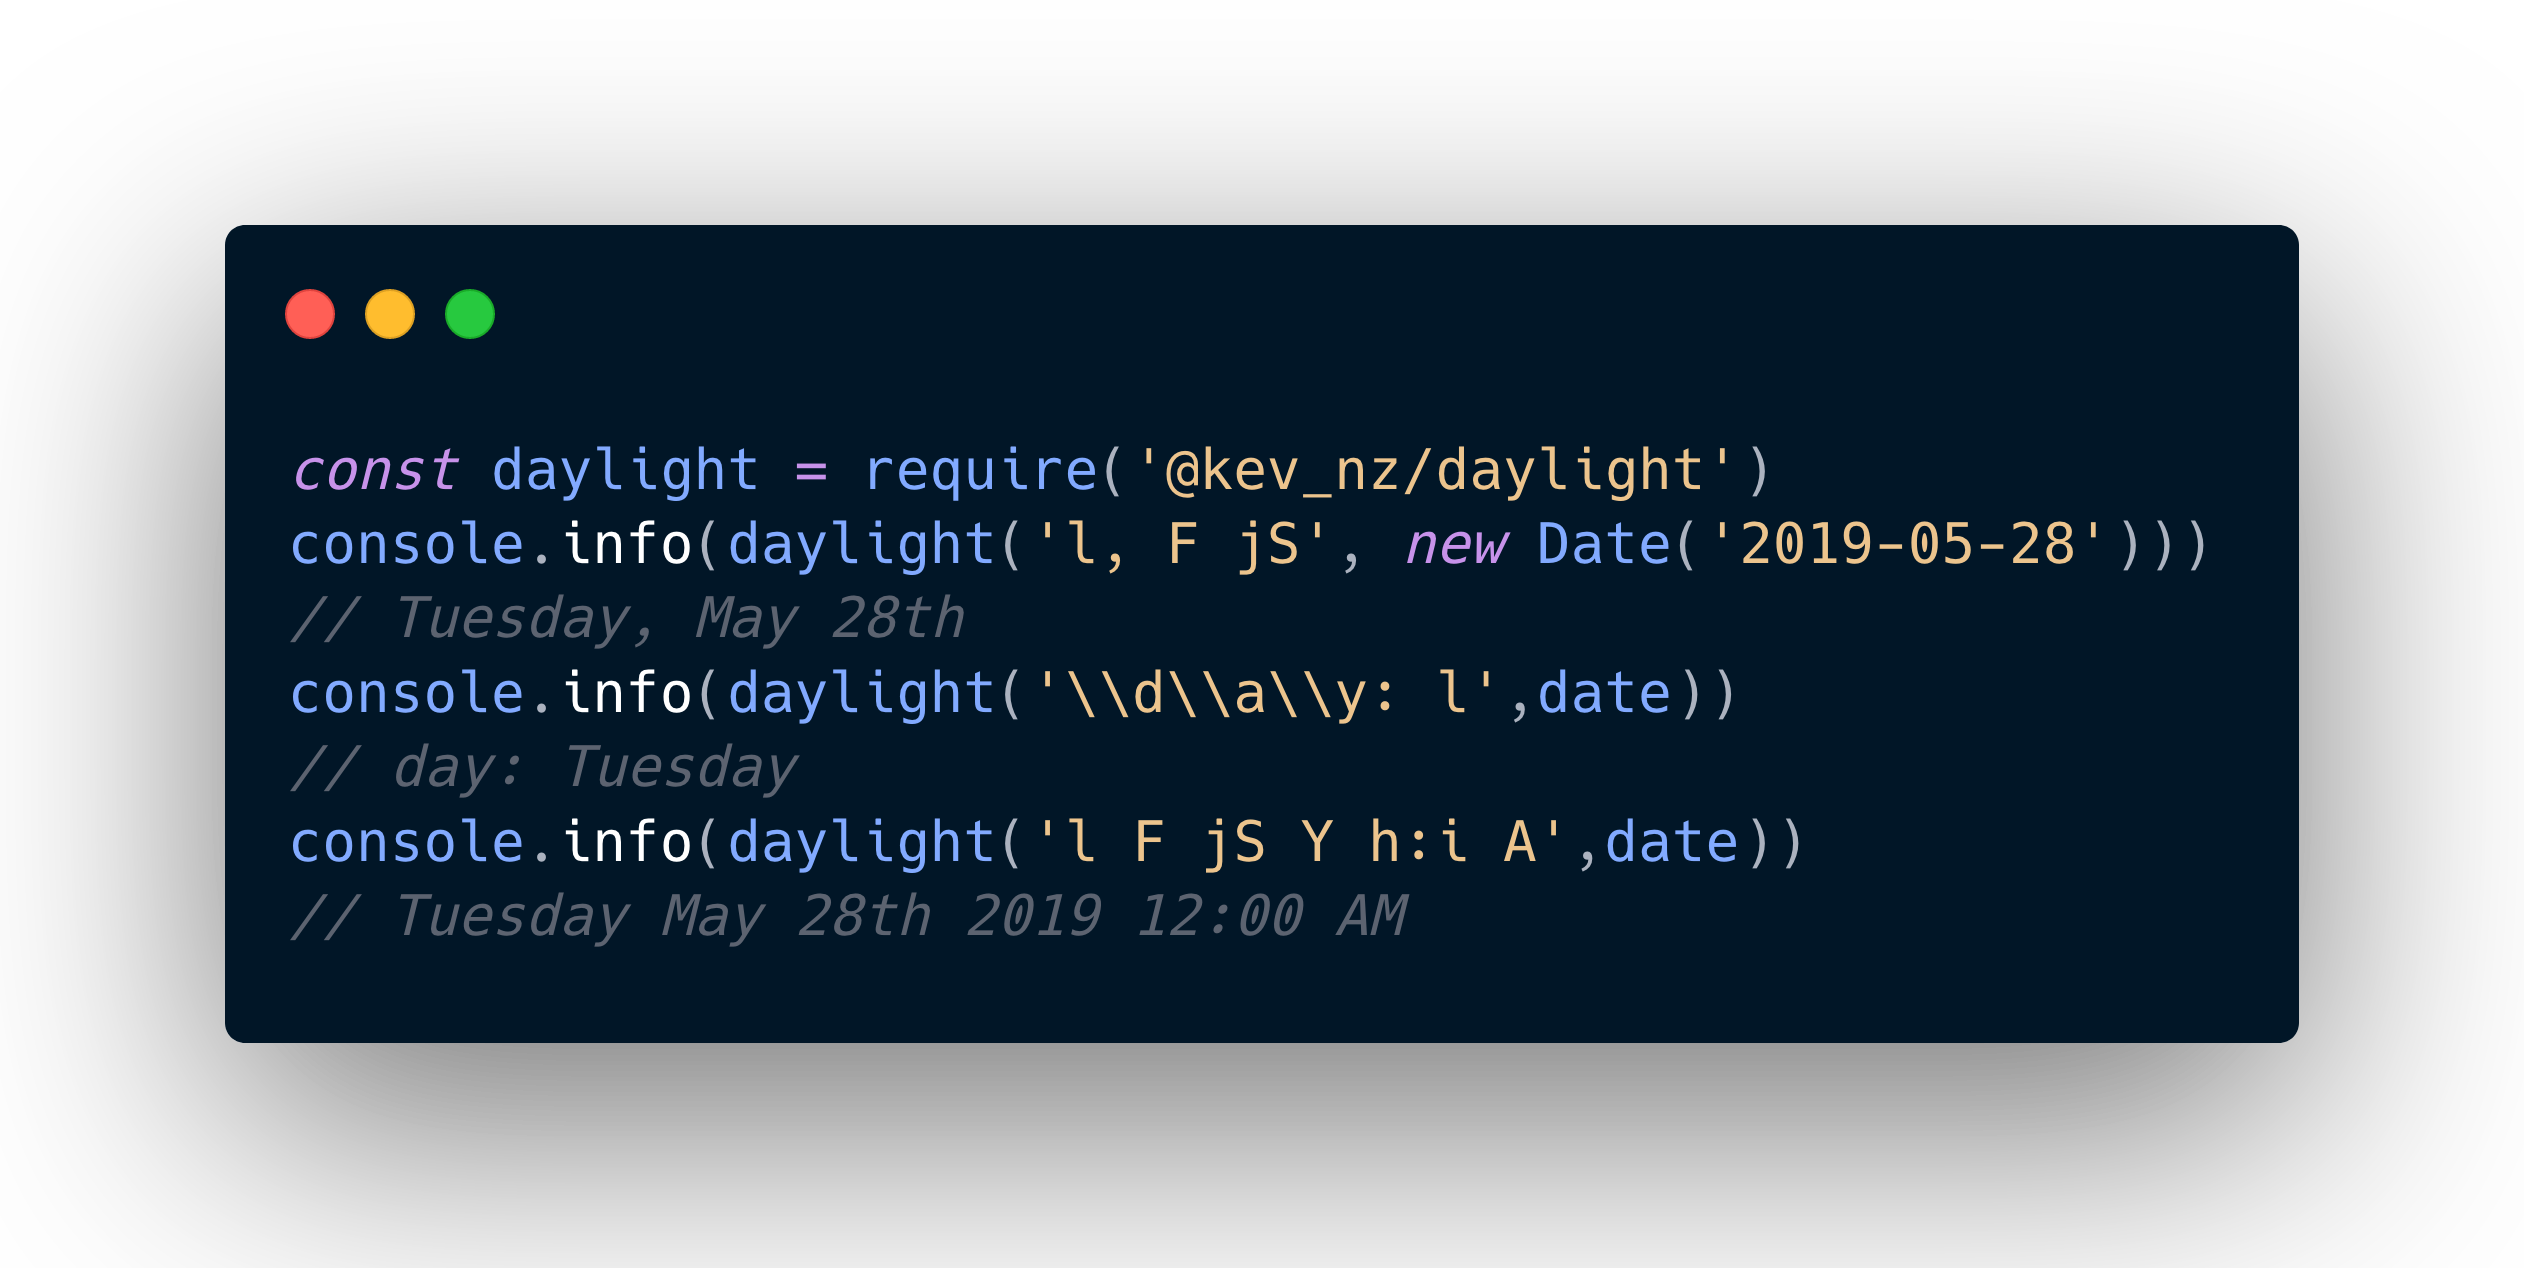 const daylight = require('@kev_nz/daylight')
console.info(daylight('l, F jS', new Date('2019-05-28')))
// Tuesday, May 28th
console.info(daylight('\\d\\a\\y: l',date))
// day: Tuesday
console.info(daylight('l F jS Y h:i A',date))
// Tuesday May 28th 2019 12:00 AM